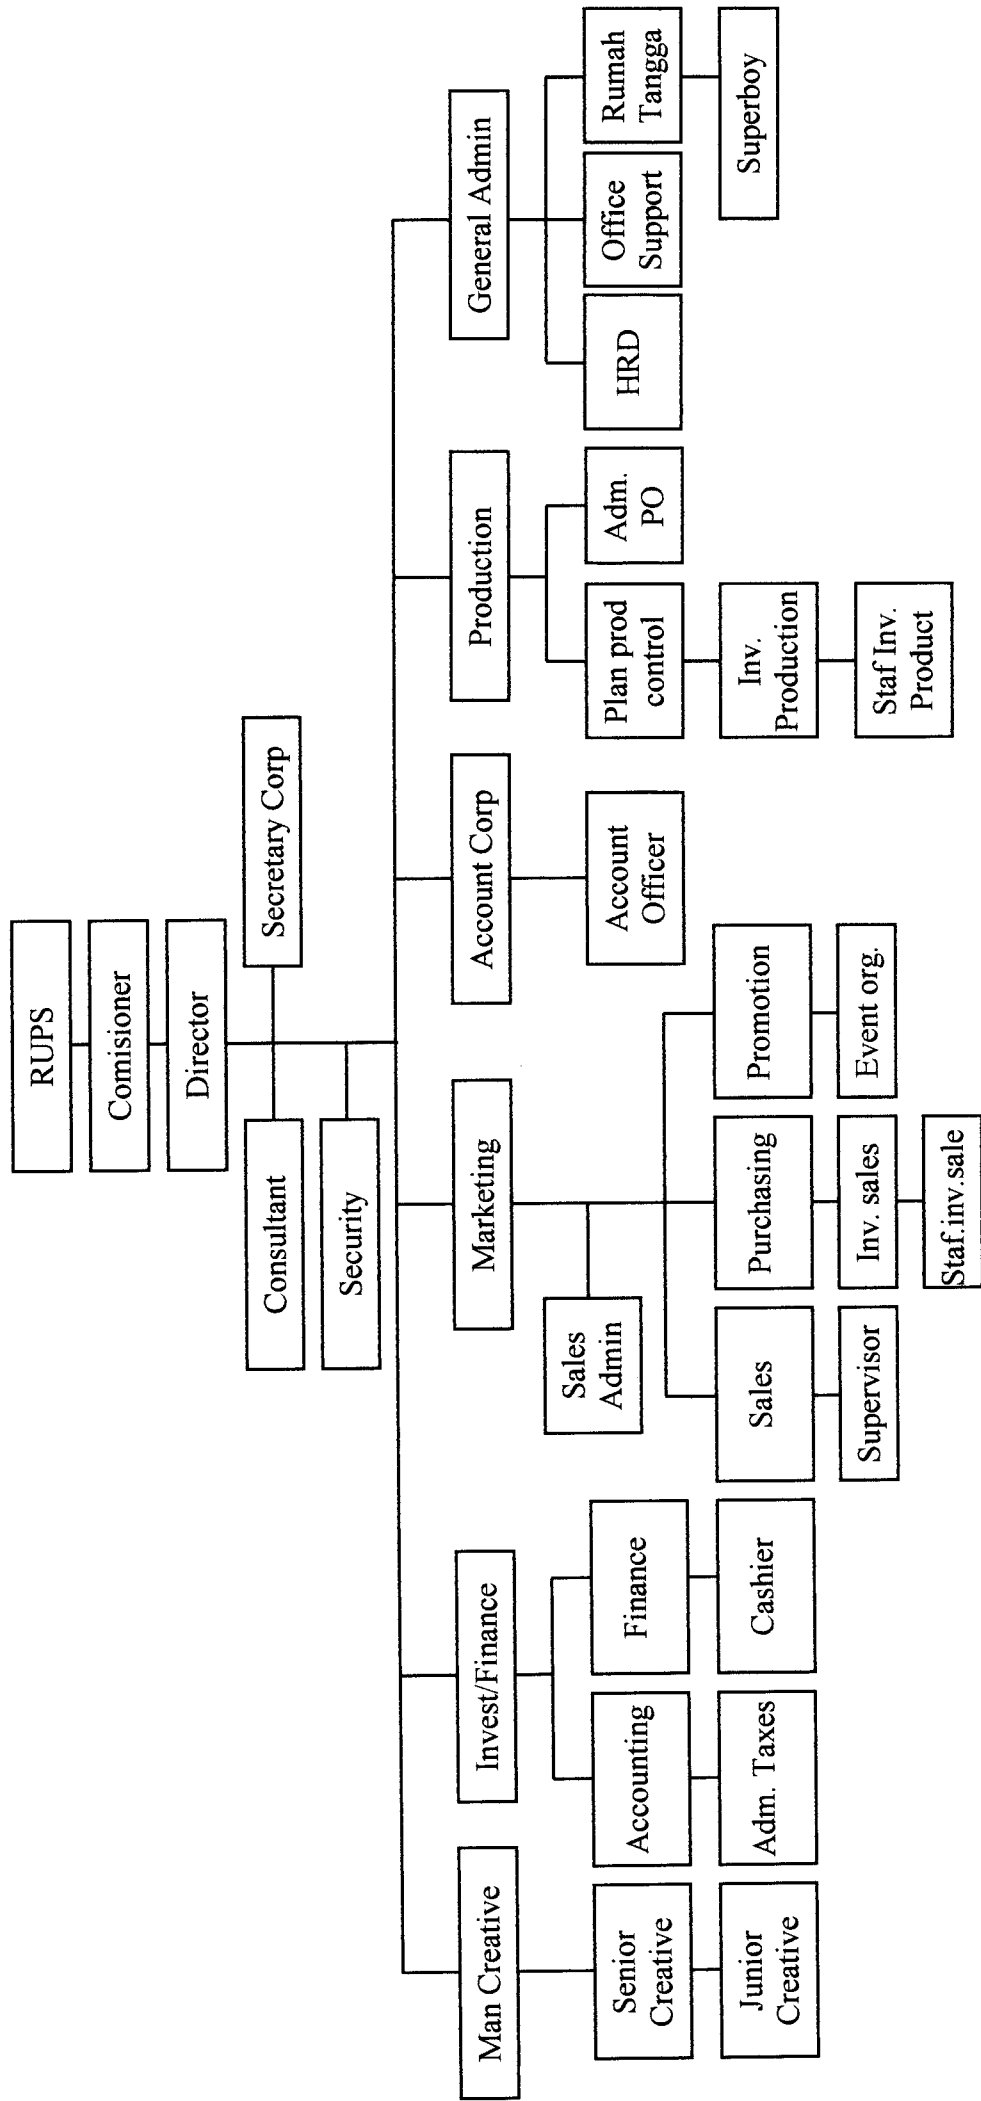 RUPS
Comisioner
Director
Consultant
Secretary Corp
Security
Man Creative
Invest/Finance
Marketing
Account Corp
Production
General Admin
Senior
Creative
Junior
Creative
Accounting
Adm. Taxes
Finance
Cashier
Sales
Admin
Sales
Supervisor
Purchasing
Inv. sales
Staf.inv.sale
Promotion
Event org.
Account
Officer
Plan prod
control
Inv.
Production
Staf Inv.
Product
Adm.
PO
HRD
Office
Support
Rumah
Tangga
Superboy